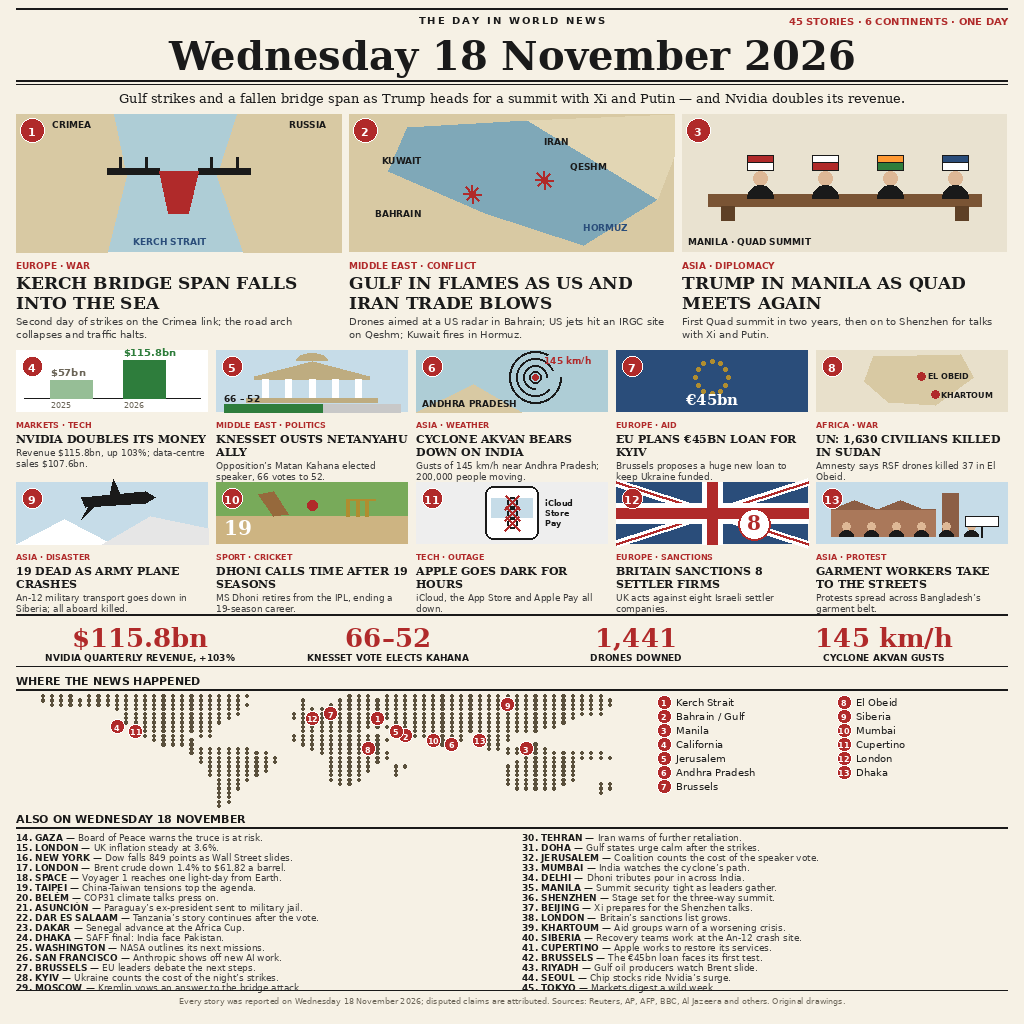 THE DAY IN WORLD NEWS
45 STORIES · 6 CONTINENTS · ONE DAY
Wednesday 18 November 2026
Gulf strikes and a fallen bridge span as Trump heads for a summit with Xi and Putin — and Nvidia doubles its revenue.
1
CRIMEA
RUSSIA
KERCH STRAIT
2
IRAN
KUWAIT
QESHM
BAHRAIN
HORMUZ
3
MANILA · QUAD SUMMIT
EUROPE · WAR
KERCH BRIDGE SPAN FALLS
INTO THE SEA
Second day of strikes on the Crimea link; the road arch
collapses and traffic halts.
MIDDLE EAST · CONFLICT
GULF IN FLAMES AS US AND
IRAN TRADE BLOWS
Drones aimed at a US radar in Bahrain; US jets hit an IRGC site
on Qeshm; Kuwait fires in Hormuz.
ASIA · DIPLOMACY
TRUMP IN MANILA AS QUAD
MEETS AGAIN
First Quad summit in two years, then on to Shenzhen for talks
with Xi and Putin.
4
$115.8bn
$57bn
2025
2026
5
66 – 52
6
145 km/h
ANDHRA PRADESH
7
€45bn
8
EL OBEID
KHARTOUM
MARKETS · TECH
NVIDIA DOUBLES ITS MONEY
Revenue $115.8bn, up 103%; data-centre
sales $107.6bn.
MIDDLE EAST · POLITICS
KNESSET OUSTS NETANYAHU
ALLY
Opposition's Matan Kahana elected
speaker, 66 votes to 52.
ASIA · WEATHER
CYCLONE AKVAN BEARS
DOWN ON INDIA
Gusts of 145 km/h near Andhra Pradesh;
200,000 people moving.
EUROPE · AID
EU PLANS €45BN LOAN FOR
KYIV
Brussels proposes a huge new loan to
keep Ukraine funded.
AFRICA · WAR
UN: 1,630 CIVILIANS KILLED
IN SUDAN
Amnesty says RSF drones killed 37 in El
Obeid.
9
10
19
11
iCloud
Store
Pay
12
8
13
ASIA · DISASTER
19 DEAD AS ARMY PLANE
CRASHES
An-12 military transport goes down in
Siberia; all aboard killed.
SPORT · CRICKET
DHONI CALLS TIME AFTER 19
SEASONS
MS Dhoni retires from the IPL, ending a
19-season career.
TECH · OUTAGE
APPLE GOES DARK FOR
HOURS
iCloud, the App Store and Apple Pay all
down.
EUROPE · SANCTIONS
BRITAIN SANCTIONS 8
SETTLER FIRMS
UK acts against eight Israeli settler
companies.
ASIA · PROTEST
GARMENT WORKERS TAKE
TO THE STREETS
Protests spread across Bangladesh's
garment belt.
$115.8bn
NVIDIA QUARTERLY REVENUE, +103%
66–52
KNESSET VOTE ELECTS KAHANA
1,441
DRONES DOWNED
145 km/h
CYCLONE AKVAN GUSTS
WHERE THE NEWS HAPPENED
9
7
12
1
4
11
5
2
10
6
13
8
3
1 Kerch Strait
2 Bahrain / Gulf
3 Manila
4 California
5 Jerusalem
6 Andhra Pradesh
7 Brussels
8 El Obeid
9 Siberia
10 Mumbai
11 Cupertino
12 London
13 Dhaka
ALSO ON WEDNESDAY 18 NOVEMBER
14. GAZA — Board of Peace warns the truce is at risk.
15. LONDON — UK inflation steady at 3.6%.
16. NEW YORK — Dow falls 849 points as Wall Street slides.
17. LONDON — Brent crude down 1.4% to $61.82 a barrel.
18. SPACE — Voyager 1 reaches one light-day from Earth.
19. TAIPEI — China-Taiwan tensions top the agenda.
20. BELÉM — COP31 climate talks press on.
21. ASUNCIÓN — Paraguay's ex-president sent to military jail.
22. DAR ES SALAAM — Tanzania's story continues after the vote.
23. DAKAR — Senegal advance at the Africa Cup.
24. DHAKA — SAFF final: India face Pakistan.
25. WASHINGTON — NASA outlines its next missions.
26. SAN FRANCISCO — Anthropic shows off new AI work.
27. BRUSSELS — EU leaders debate the next steps.
28. KYIV — Ukraine counts the cost of the night's strikes.
29. MOSCOW — Kremlin vows an answer to the bridge attack.
30. TEHRAN — Iran warns of further retaliation.
31. DOHA — Gulf states urge calm after the strikes.
32. JERUSALEM — Coalition counts the cost of the speaker vote.
33. MUMBAI — India watches the cyclone's path.
34. DELHI — Dhoni tributes pour in across India.
35. MANILA — Summit security tight as leaders gather.
36. SHENZHEN — Stage set for the three-way summit.
37. BEIJING — Xi prepares for the Shenzhen talks.
38. LONDON — Britain's sanctions list grows.
39. KHARTOUM — Aid groups warn of a worsening crisis.
40. SIBERIA — Recovery teams work at the An-12 crash site.
41. CUPERTINO — Apple works to restore its services.
42. BRUSSELS — The €45bn loan faces its first test.
43. RIYADH — Gulf oil producers watch Brent slide.
44. SEOUL — Chip stocks ride Nvidia's surge.
45. TOKYO — Markets digest a wild week.
Every story was reported on Wednesday 18 November 2026; disputed claims are attributed. Sources: Reuters, AP, AFP, BBC, Al Jazeera and others. Original drawings.